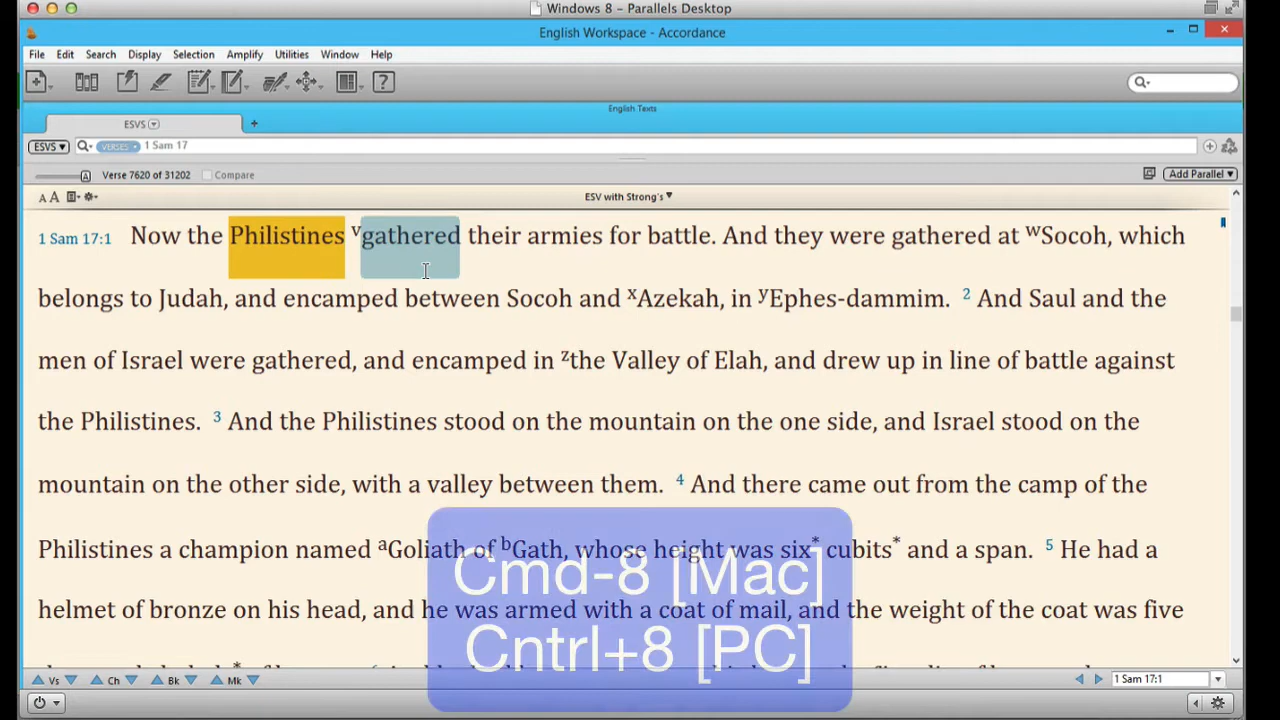 Windows 8 – Parallels Desktop
English Workspace - Accordance
File Edit Search Display Selection Amplify Utilities Window Help
English Texts
ESVS
ESVS VERSES 1 Sam 17
Verse 7620 of 31202 Compare Add Parallel
A A ESV with Strong's
1 Sam 17:1 Now the Philistines vgathered their armies for battle. And they were gathered at wSocoh, which
belongs to Judah, and encamped between Socoh and xAzekah, in yEphes-dammim. 2 And Saul and the
men of Israel were gathered, and encamped in zthe Valley of Elah, and drew up in line of battle against
the Philistines. 3 And the Philistines stood on the mountain on the one side, and Israel stood on the
mountain on the other side, with a valley between them. 4 And there came out from the camp of the
Philistines a champion named aGoliath of bGath, whose height was six* cubits* and a span. 5 He had a
helmet of bronze on his head, and he was armed with a coat of mail, and the weight of the coat was five
Cmd-8 [Mac]
Cntrl+8 [PC]
Vs Ch Bk Mk 1 Sam 17:1